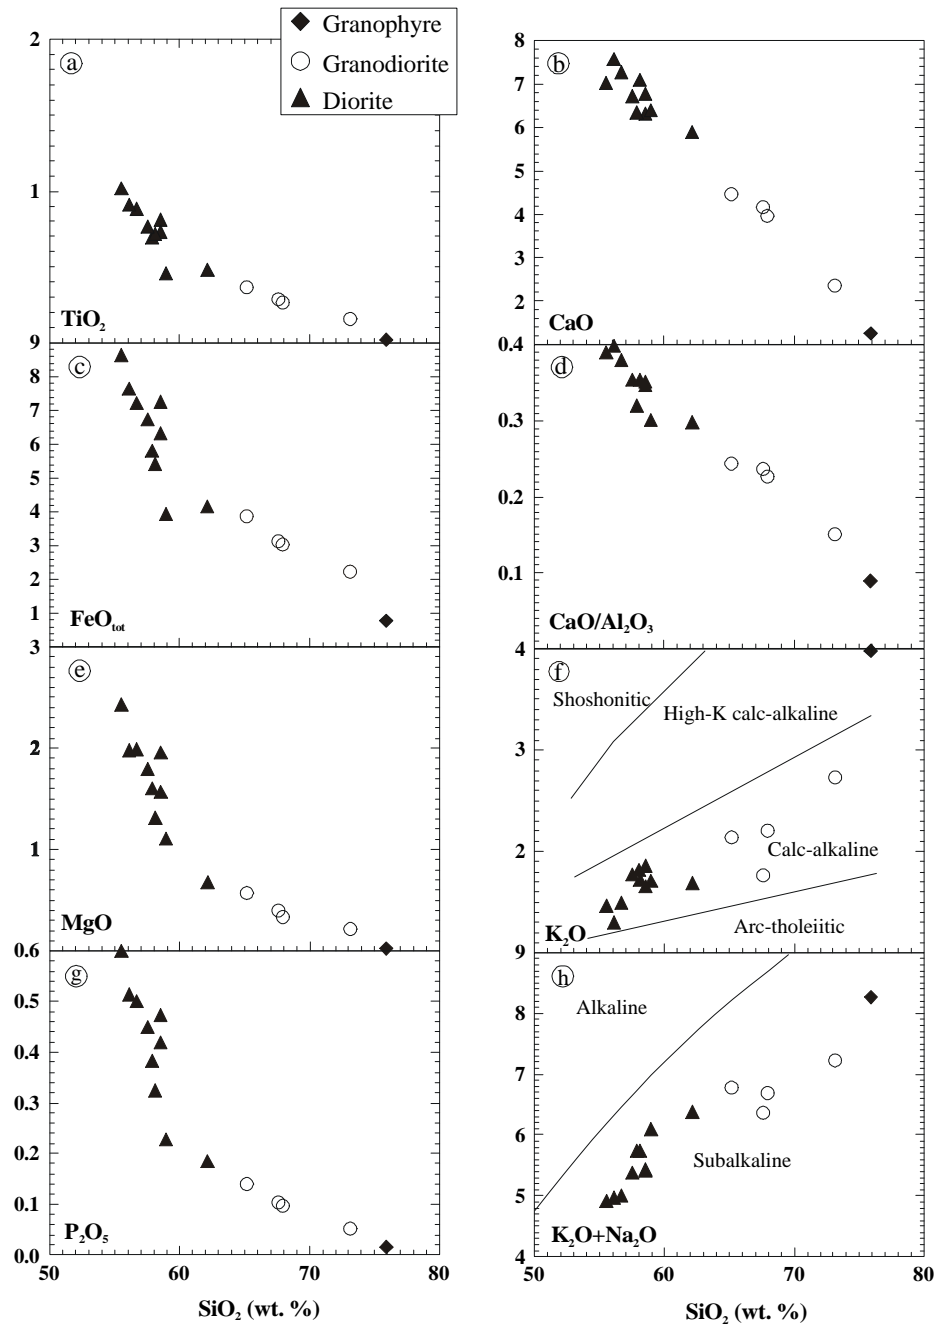 Granophyre
Granodiorite
Diorite
2
a
1
TiO2
9
8
b
7
6
5
4
3
2
CaO
0.4
c
8
7
6
5
4
3
2
1
FeOtot
3
d
0.3
0.2
0.1
CaO/Al2O3
4
e
2
1
MgO
0.6
f
Shoshonitic
High-K calc-alkaline
3
2
Calc-alkaline
Arc-tholeiitic
K2O
9
g
0.5
0.4
0.3
0.2
0.1
P2O5
0.0
50 60 70 80
SiO2 (wt. %)
h
Alkaline
8
7
6
Subalkaline
5
K2O+Na2O
4
50 60 70 80
SiO2 (wt. %)